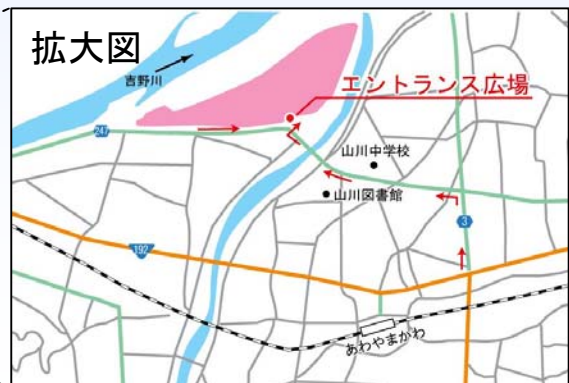 拡大図
吉野川
エントランス広場
247
山川中学校
山川図書館
3
192
あわやまかわ